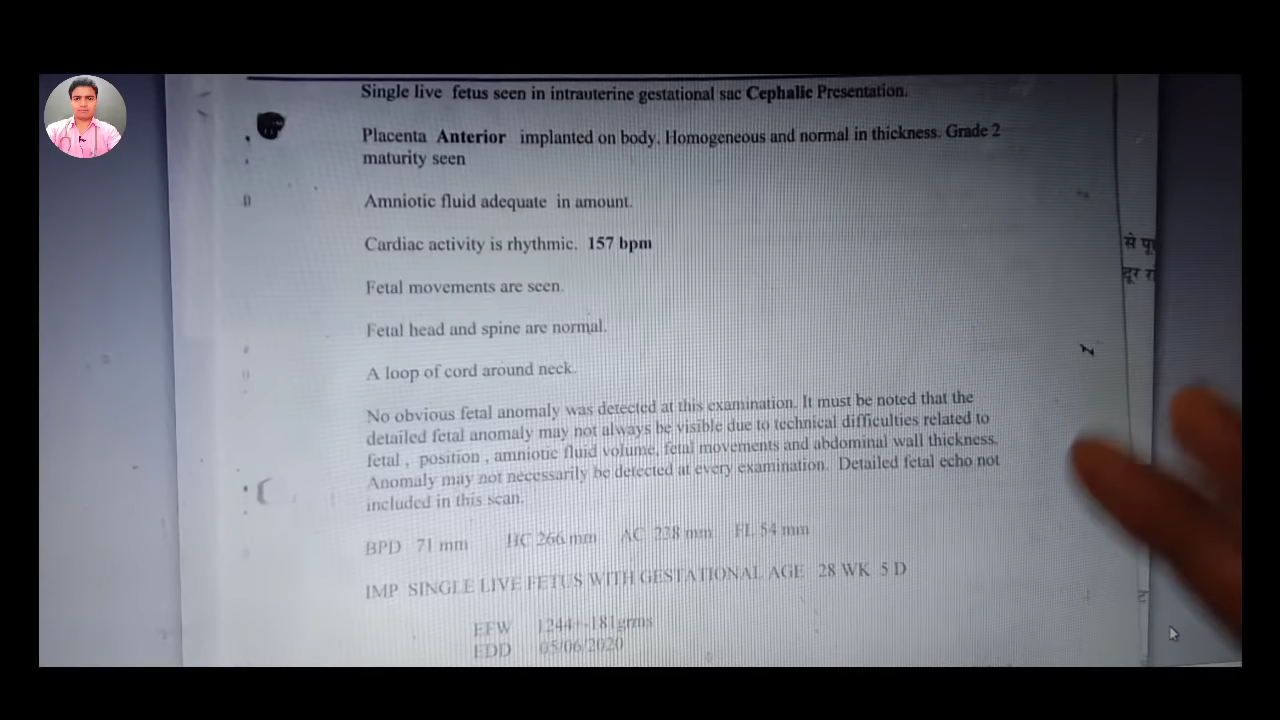 Single live fetus seen in intrauterine gestational sac Cephalic Presentation.
Placenta Anterior implanted on body. Homogeneous and normal in thickness. Grade 2
maturity seen
Amniotic fluid adequate in amount.
Cardiac activity is rhythmic. 157 bpm
Fetal movements are seen.
Fetal head and spine are normal.
A loop of cord around neck.
No obvious fetal anomaly was detected at this examination. It must be noted that the
detailed fetal anomaly may not always be visible due to technical difficulties related to
fetal , position , amniotic fluid volume, fetal movements and abdominal wall thickness.
Anomaly may not necessarily be detected at every examination. Detailed fetal echo not
included in this scan.
BPD 71 mm HC 266 mm AC 238 mm FL 54 mm
IMP SINGLE LIVE FETUS WITH GESTATIONAL AGE 28 WK 5 D
EFW 1244+-181grms
EDD 05/06/2020
से
दूर